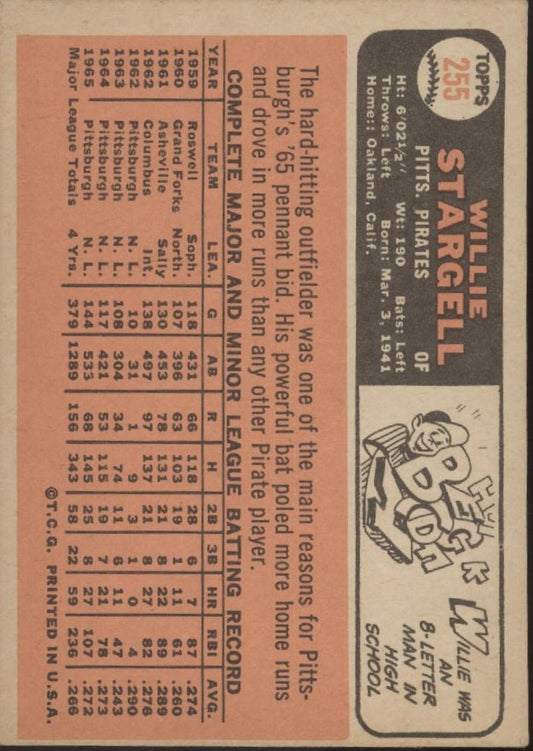 TOPPS
255
WILLIE
STARGELL
PITTS. PIRATES OF
Ht: 6'02½" Wt: 190 Bats: Left
Throws: Left Born: Mar. 3, 1941
Home:: Oakland, Calif.
WILLIE WAS
AN
8-LETTER
MAN IN
HIGH
SCHOOL
The hard-hitting outfielder was one of the main reasons for Pitts-
burgh's '65 pennant bid. His powerful bat poled more home runs
and drove in more runs than any other Pirate player.
COMPLETE MAJOR AND MINOR LEAGUE BATTING RECORD
YEAR TEAM LEA. G AB R H 2B 3B HR RBI AVG.
1959 Roswell Soph. 118 431 66 118 28 6 7 87 .274
1960 Grand Forks North. 107 396 63 103 19 1 11 61 .260
1961 Asheville Sally 130 453 78 131 21 8 22 89 .289
1962 Columbus Int. 138 497 97 137 21 8 27 82 .276
1962 Pittsburgh N. L. 10 31 1 9 3 1 0 4 .290
1963 Pittsburgh N. L. 108 304 34 74 11 6 11 47 .243
1964 Pittsburgh N. L. 117 421 53 115 19 7 21 78 .273
1965 Pittsburgh N. L. 144 533 68 145 25 8 27 107 .272
Major League Totals 4 Yrs. 379 1289 156 343 58 22 59 236 .266
©T.C.G. PRINTED IN U.S.A.